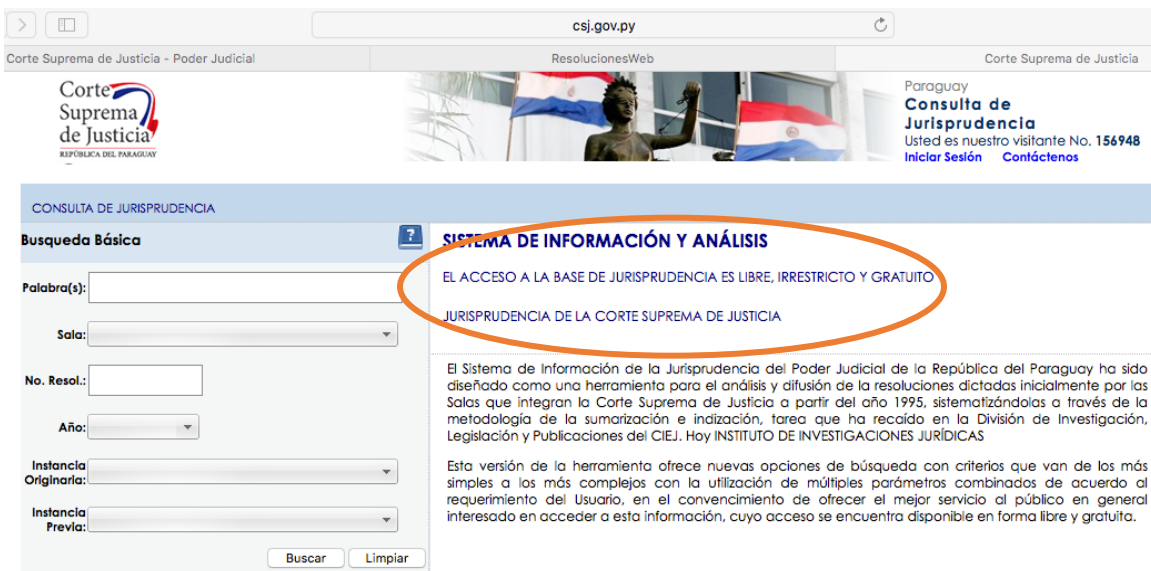 csj.gov.py
Corte Suprema de Justicia - Poder Judicial
ResolucionesWeb
Corte Suprema de Justicia
Corte
Suprema
de Justicia
REPÚBLICA DEL PARAGUAY
Paraguay
Consulta de
Jurisprudencia
Usted es nuestro visitante No. 156948
Iniciar Sesión Contáctenos
CONSULTA DE JURISPRUDENCIA
Busqueda Básica
?
Palabra(s):
Sala:
No. Resol.:
Año:
Instancia
Originaria:
Instancia
Previa:
Buscar
Limpiar
SISTEMA DE INFORMACIÓN Y ANÁLISIS
EL ACCESO A LA BASE DE JURISPRUDENCIA ES LIBRE, IRRESTRICTO Y GRATUITO
JURISPRUDENCIA DE LA CORTE SUPREMA DE JUSTICIA
El Sistema de Información de la Jurisprudencia del Poder Judicial de la República del Paraguay ha sido
diseñado como una herramienta para el análisis y difusión de la resoluciones dictadas inicialmente por las
Salas que integran la Corte Suprema de Justicia a partir del año 1995, sistematizándolas a través de la
metodología de la sumarización e indización, tarea que ha recaído en la División de Investigación,
Legislación y Publicaciones del CIEJ. Hoy INSTITUTO DE INVESTIGACIONES JURÍDICAS
Esta versión de la herramienta ofrece nuevas opciones de búsqueda con criterios que van de los más
simples a los más complejos con la utilización de múltiples parámetros combinados de acuerdo al
requerimiento del Usuario, en el convencimiento de ofrecer el mejor servicio al público en general
interesado en acceder a esta información, cuyo acceso se encuentra disponible en forma libre y gratuita.